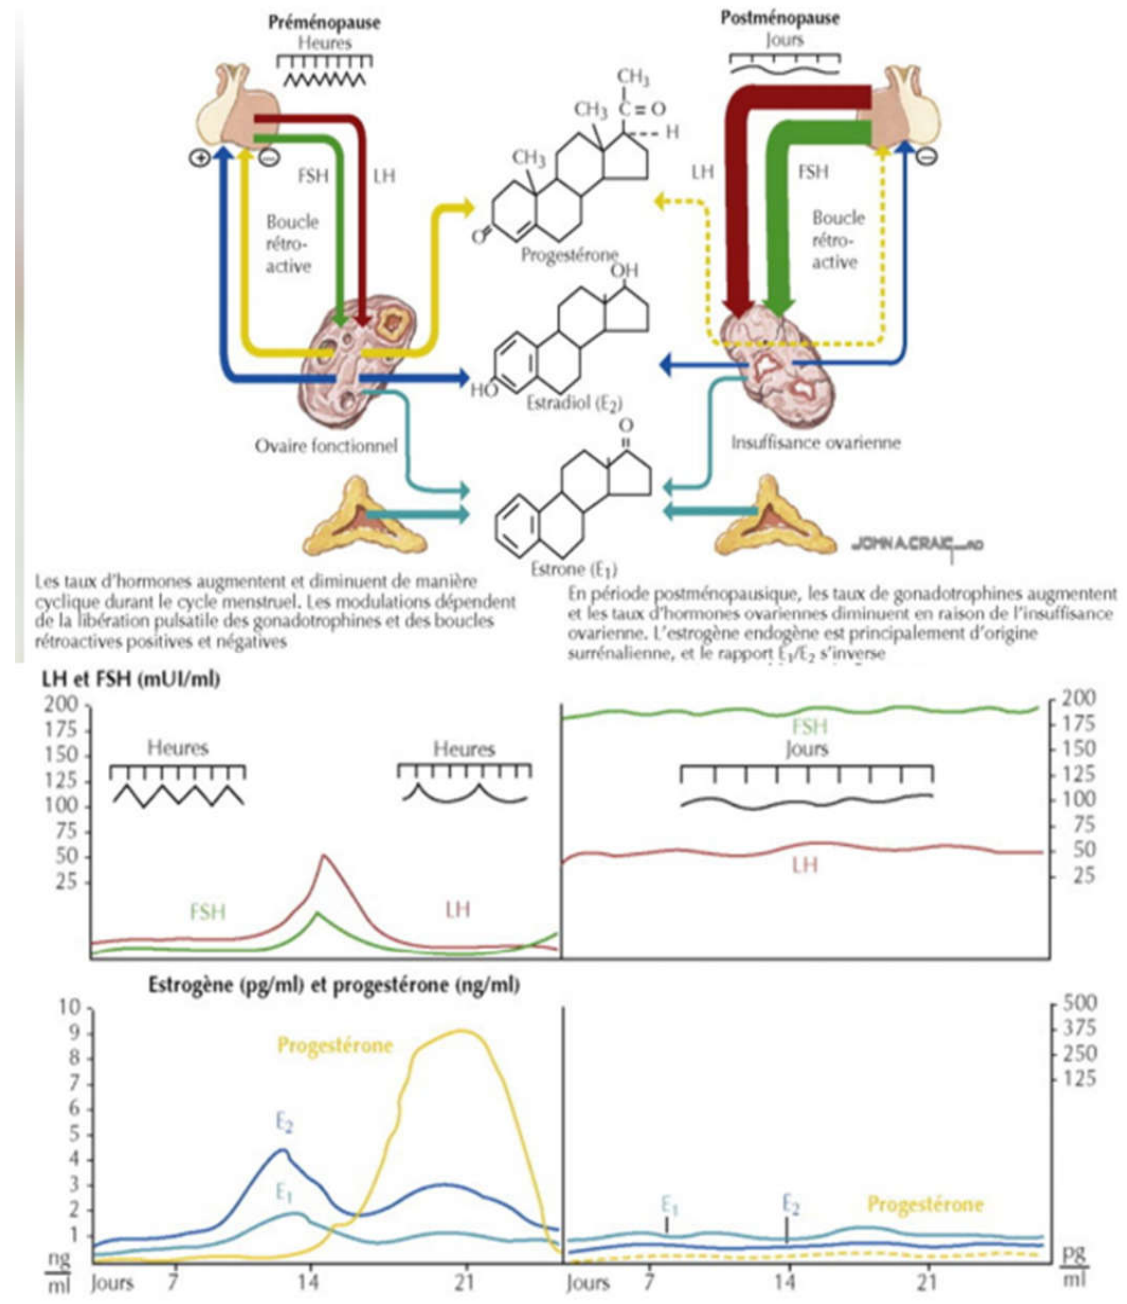 Préménopause
Heures
Postménopause
Jours
CH₃
CH₃ C=O
H
CH₃
O
+
−
FSH
LH
Boucle
rétro-
active
LH
FSH
Boucle
rétro-
active
−
Progestérone
OH
HO
Estradiol (E₂)
O
Ovaire fonctionnel
Insuffisance ovarienne
Estrone (E₁)
JOHN A. CRAIG MD
Les taux d'hormones augmentent et diminuent de manière
cyclique durant le cycle menstruel. Les modulations dépendent
de la libération pulsatile des gonadotrophines et des boucles
rétroactives positives et négatives
En période postménopausique, les taux de gonadotrophines augmentent
et les taux d'hormones ovariennes diminuent en raison de l'insuffisance
ovarienne. L'estrogène endogène est principalement d'origine
surrénalienne, et le rapport E₁/E₂ s'inverse
LH et FSH (mUI/ml)
200
175
150
125
100
75
50
25
Heures
Heures
FSH
LH
FSH
Jours
LH
200
175
150
125
100
75
50
25
Estrogène (pg/ml) et progestérone (ng/ml)
10
9
8
7
6
5
4
3
2
1
ng
ml
Progestérone
E₂
E₁
Jours
7
14
21
E₁
E₂
Progestérone
Jours
7
14
21
500
375
250
125
pg
ml